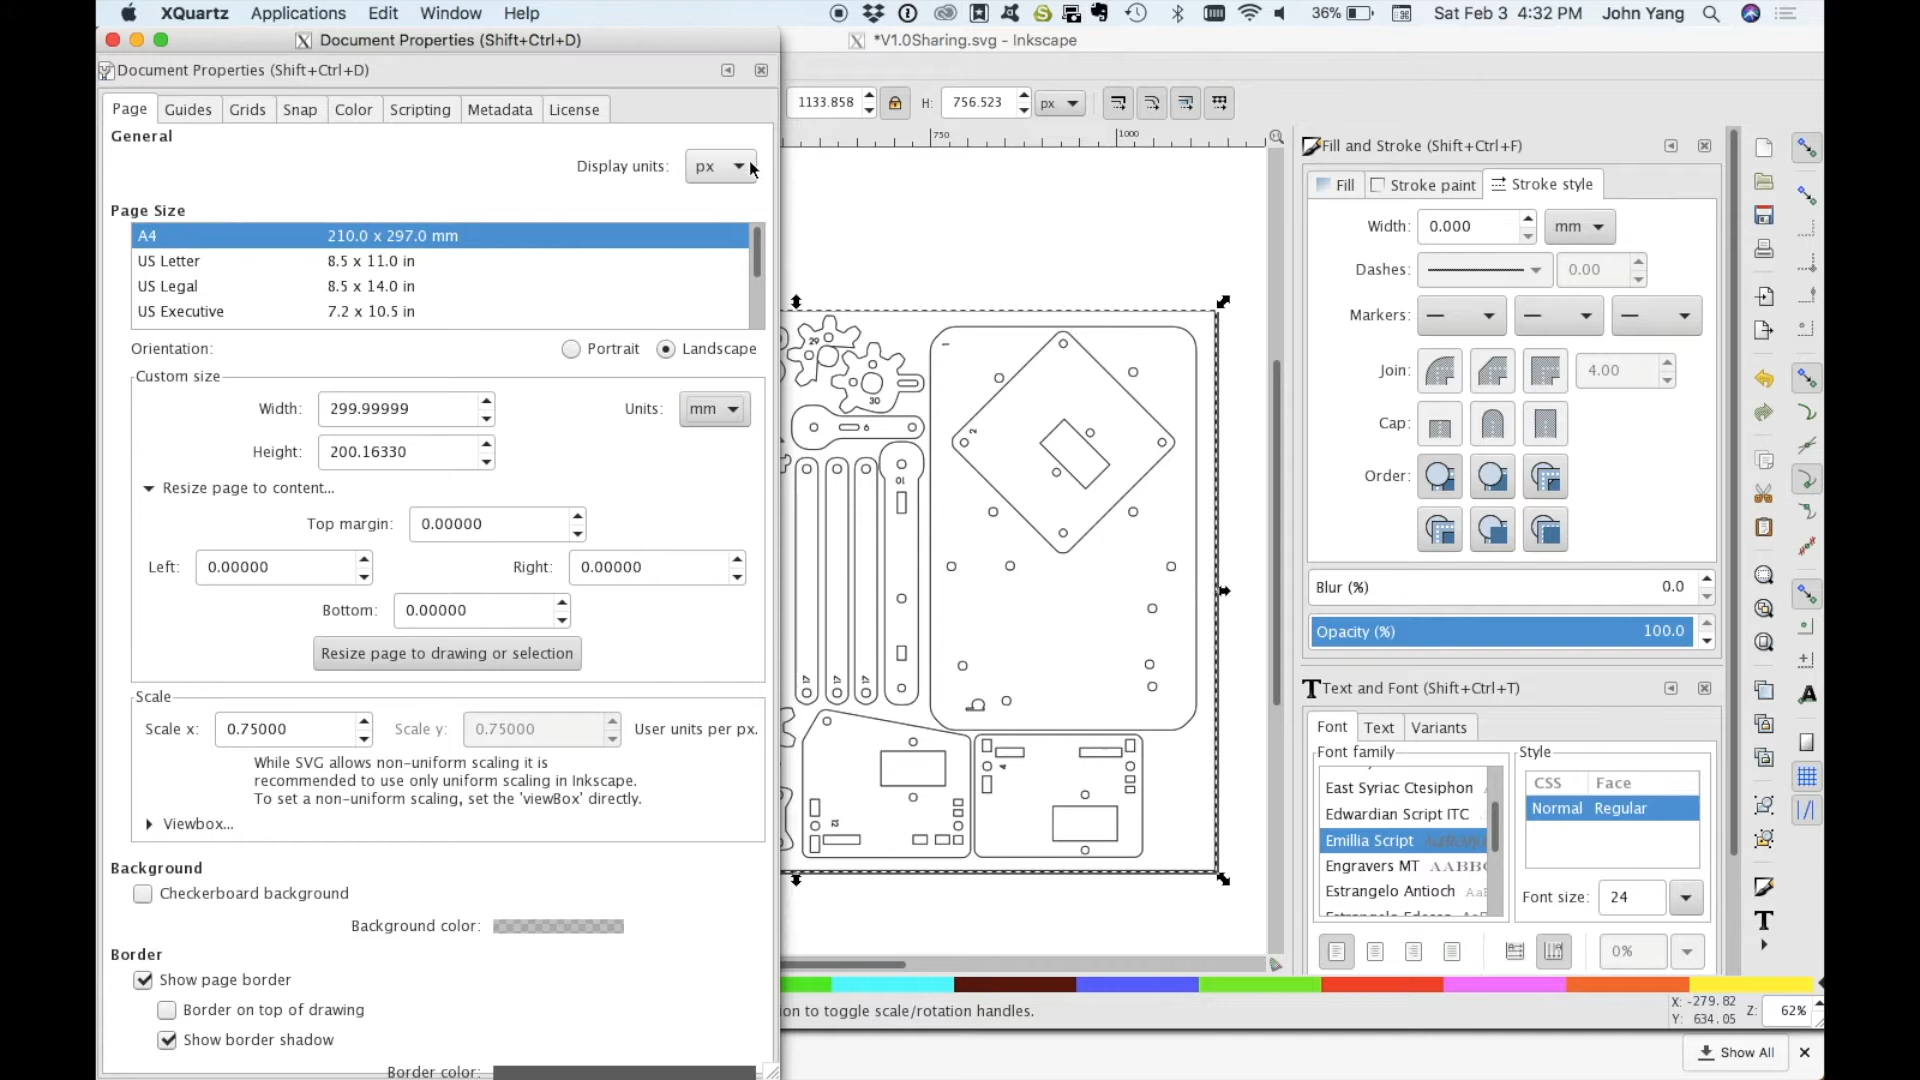 XQuartz Applications Edit Window Help 36% Sat Feb 3 4:32 PM John Yang
Document Properties (Shift+Ctrl+D)
*V1.0Sharing.svg - Inkscape
Document Properties (Shift+Ctrl+D)
Page Guides Grids Snap Color Scripting Metadata License
General
Display units: px
Page Size
A4 210.0 x 297.0 mm
US Letter 8.5 x 11.0 in
US Legal 8.5 x 14.0 in
US Executive 7.2 x 10.5 in
Orientation: Portrait Landscape
Custom size
Width: 299.99999 Units: mm
Height: 200.16330
Resize page to content...
Top margin: 0.00000
Left: 0.00000 Right: 0.00000
Bottom: 0.00000
Resize page to drawing or selection
Scale
Scale x: 0.75000 Scale y: 0.75000 User units per px.
While SVG allows non-uniform scaling it is
recommended to use only uniform scaling in Inkscape.
To set a non-uniform scaling, set the 'viewBox' directly.
Viewbox...
Background
Checkerboard background
Background color:
Border
Show page border
Border on top of drawing
Show border shadow
Border color:
1133.858 H: 756.523 px
750 1000
29
30
Fill and Stroke (Shift+Ctrl+F)
Fill Stroke paint Stroke style
Width: 0.000 mm
Dashes: 0.00
Markers:
Join: 4.00
Cap:
Order:
Blur (%) 0.0
Opacity (%) 100.0
Text and Font (Shift+Ctrl+T)
Font Text Variants
Font family Style
East Syriac Ctesiphon
Edwardian Script ITC
Emillia Script
Engravers MT AABBC
Estrangelo Antioch
CSS Face
Normal Regular
Font size: 24
0%
ion to toggle scale/rotation handles.
X: -279.82
Y: 634.05
Z: 62%
Show All